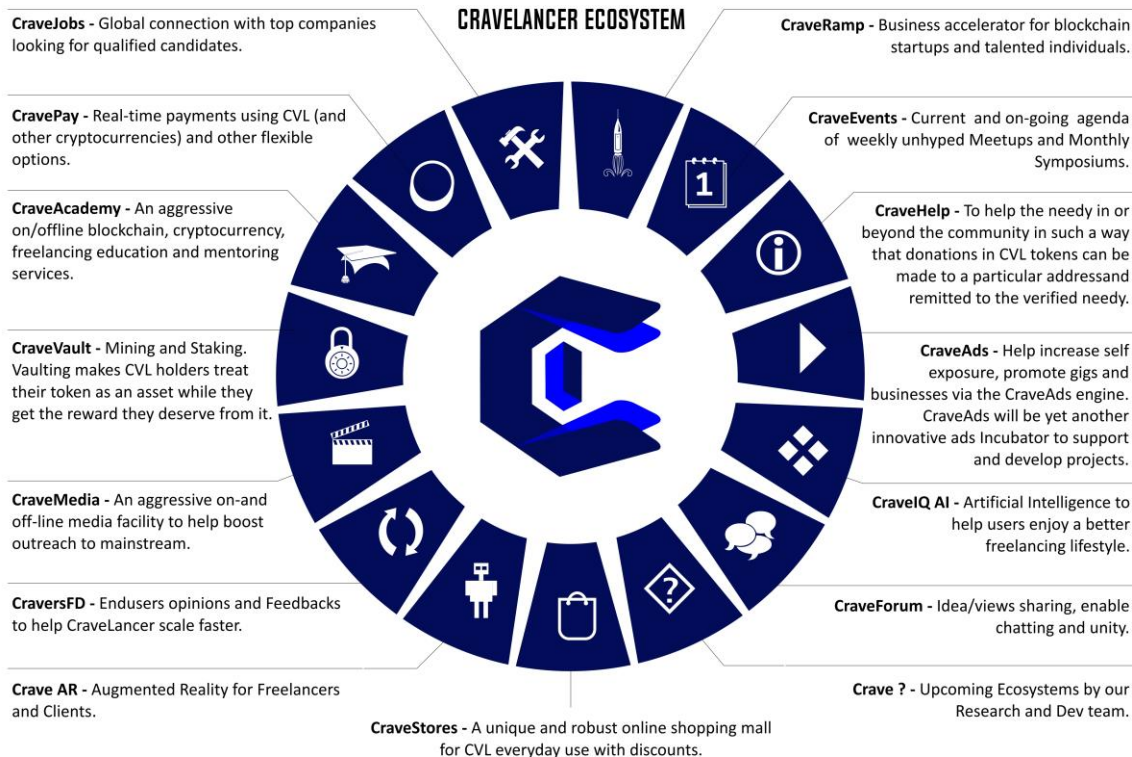 CRAVELANCER ECOSYSTEM
CraveJobs - Global connection with top companies
looking for qualified candidates.
CravePay - Real-time payments using CVL (and
other cryptocurrencies) and other flexible
options.
CraveAcademy - An aggressive
on/offline blockchain, cryptocurrency,
freelancing education and mentoring
services.
CraveVault - Mining and Staking.
Vaulting makes CVL holders treat
their token as an asset while they
get the reward they deserve from it.
CraveMedia - An aggressive on-and
off-line media facility to help boost
outreach to mainstream.
CraversFD - Endusers opinions and Feedbacks
to help CraveLancer scale faster.
Crave AR - Augmented Reality for Freelancers
and Clients.
CraveStores - A unique and robust online shopping mall
for CVL everyday use with discounts.
CraveRamp - Business accelerator for blockchain
startups and talented individuals.
CraveEvents - Current and on-going agenda
of weekly unhyped Meetups and Monthly
Symposiums.
CraveHelp - To help the needy in or
beyond the community in such a way
that donations in CVL tokens can be
made to a particular addressand
remitted to the verified needy.
CraveAds - Help increase self
exposure, promote gigs and
businesses via the CraveAds engine.
CraveAds will be yet another
innovative ads Incubator to support
and develop projects.
CraveIQ AI - Artificial Intelligence to
help users enjoy a better
freelancing lifestyle.
CraveForum - Idea/views sharing, enable
chatting and unity.
Crave ? - Upcoming Ecosystems by our
Research and Dev team.
1
i
?